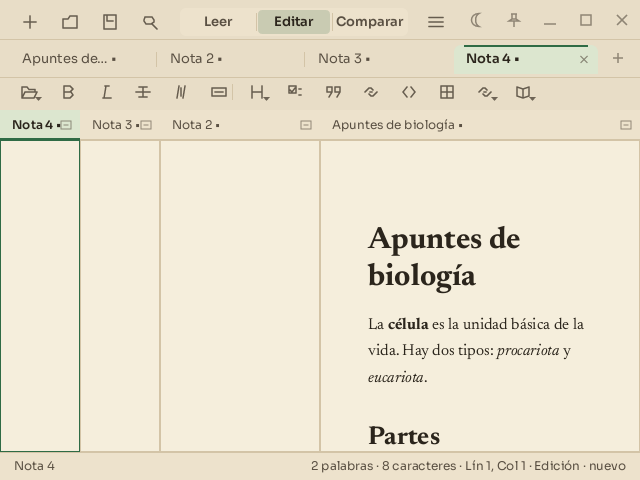 Leer Editar Comparar
Apuntes de... • Nota 2 • Nota 3 • Nota 4 •
Nota 4 • Nota 3 • Nota 2 • Apuntes de biología •
Apuntes de
biología
La célula es la unidad básica de la
vida. Hay dos tipos: procariota y
eucariota.
Partes
Nota 4 2 palabras · 8 caracteres · Lín 1, Col 1 · Edición · nuevo